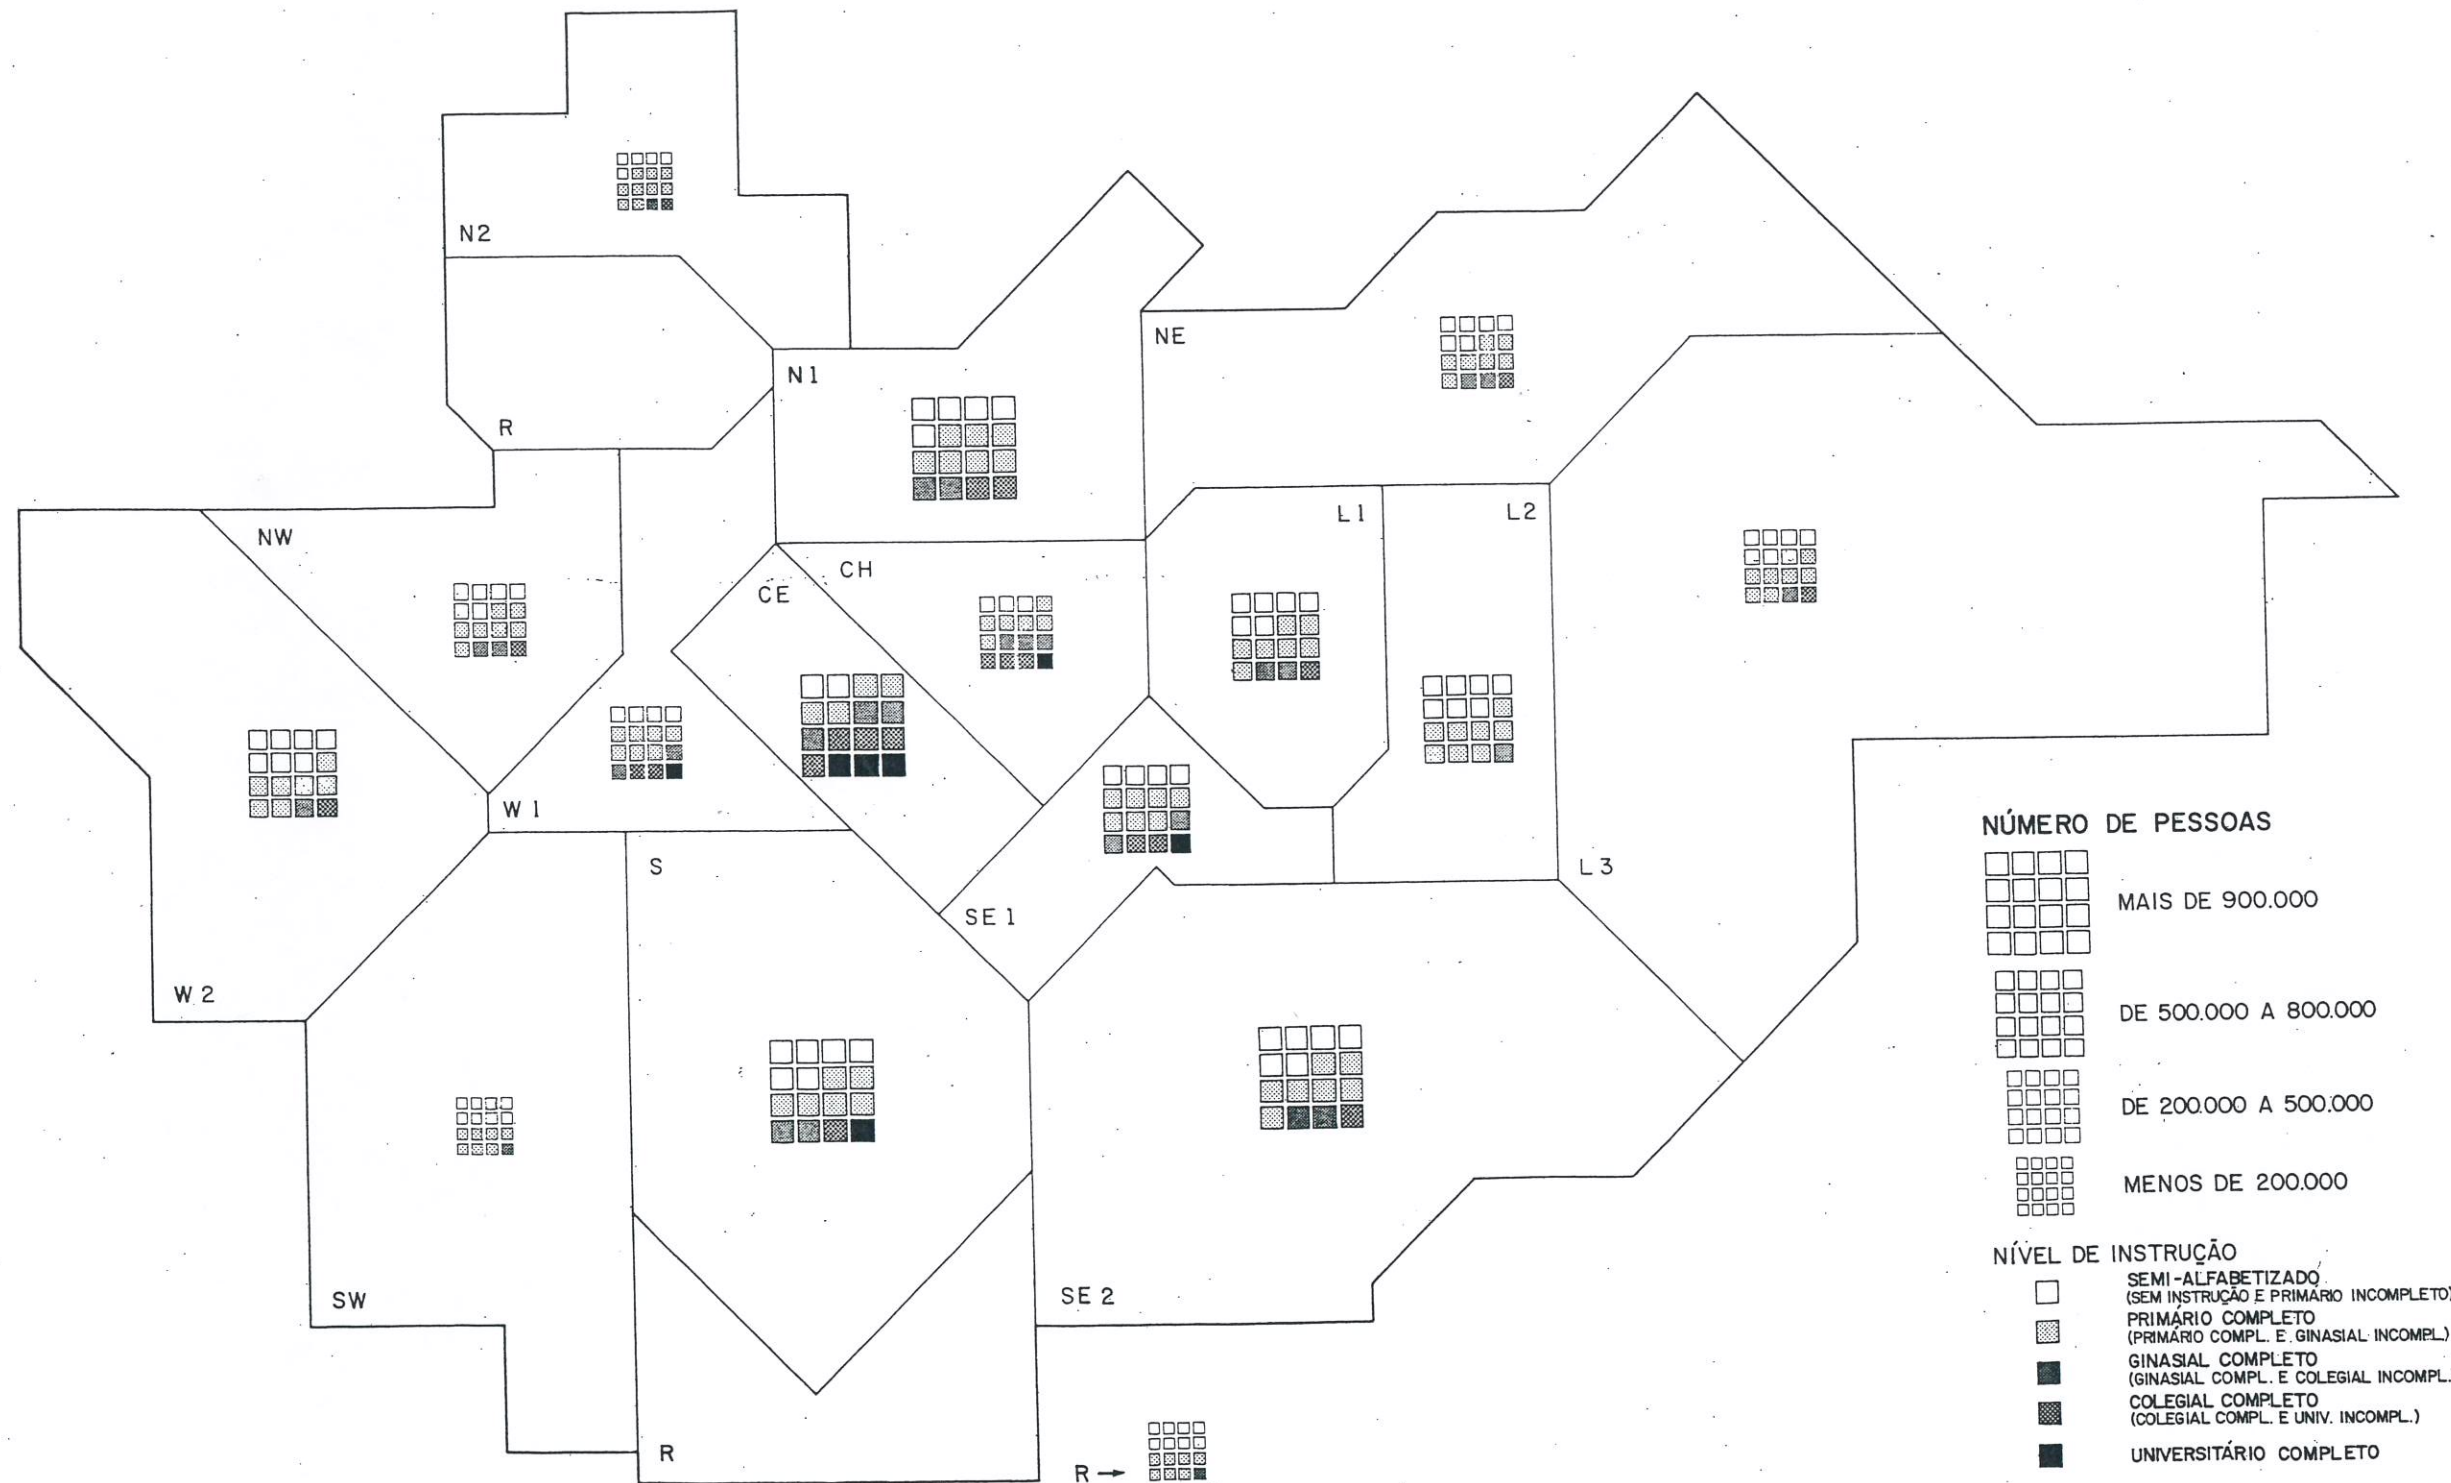 N2
R
N1
NE
NW
CE
CH
L1
L2
W1
W2
S
SE1
L3
SW
SE2
R
R →
NÚMERO DE PESSOAS
MAIS DE 900.000
DE 500.000 A 800.000
DE 200.000 A 500.000
MENOS DE 200.000
NÍVEL DE INSTRUÇÃO
SEMI-ALFABETIZADO
(SEM INSTRUÇÃO E PRIMÁRIO INCOMPLETO)
PRIMÁRIO COMPLETO
(PRIMÁRIO COMPL. E GINASIAL INCOMPL.)
GINASIAL COMPLETO
(GINASIAL COMPL. E COLEGIAL INCOMPL.
COLEGIAL COMPLETO
(COLEGIAL COMPL. E UNIV. INCOMPL.)
UNIVERSITÁRIO COMPLETO